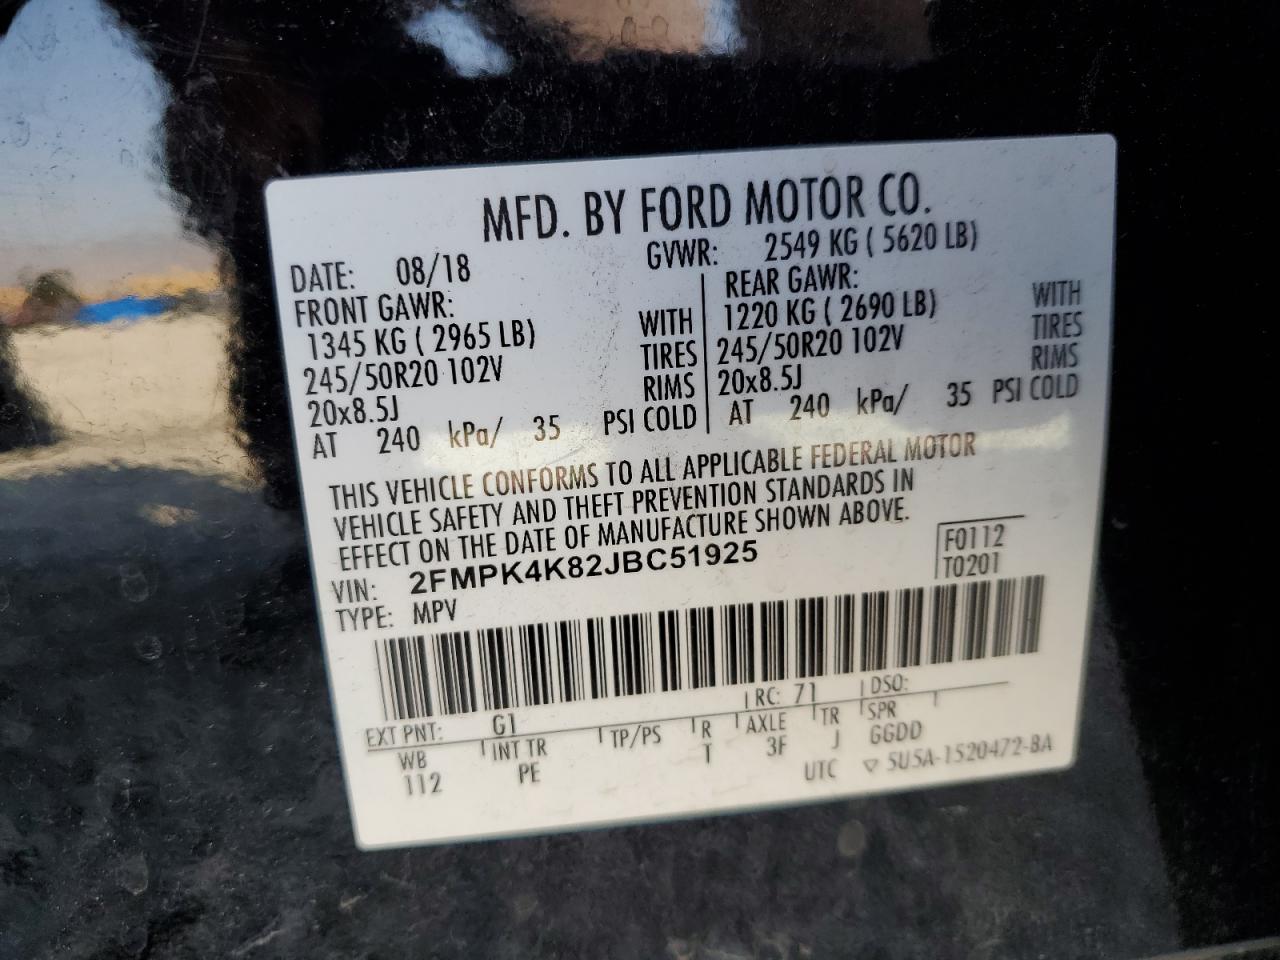 MFD. BY FORD MOTOR CO.
DATE: 08/18 GVWR: 2549 KG ( 5620 LB)
FRONT GAWR: REAR GAWR:
1345 KG ( 2965 LB) WITH 1220 KG ( 2690 LB) WITH
245/50R20 102V TIRES 245/50R20 102V TIRES
20x8.5J RIMS 20x8.5J RIMS
AT 240 kPa/ 35 PSI COLD AT 240 kPa/ 35 PSI COLD
THIS VEHICLE CONFORMS TO ALL APPLICABLE FEDERAL MOTOR
VEHICLE SAFETY AND THEFT PREVENTION STANDARDS IN
EFFECT ON THE DATE OF MANUFACTURE SHOWN ABOVE.
VIN: 2FMPK4K82JBC51925 F0112
TYPE: MPV T0201
EXT PNT: G1 RC: 71 DSO:
WB INT TR TP/PS R AXLE TR SPR
112 PE T 3F J GGDD
UTC ▽ 5U5A-1520472-BA